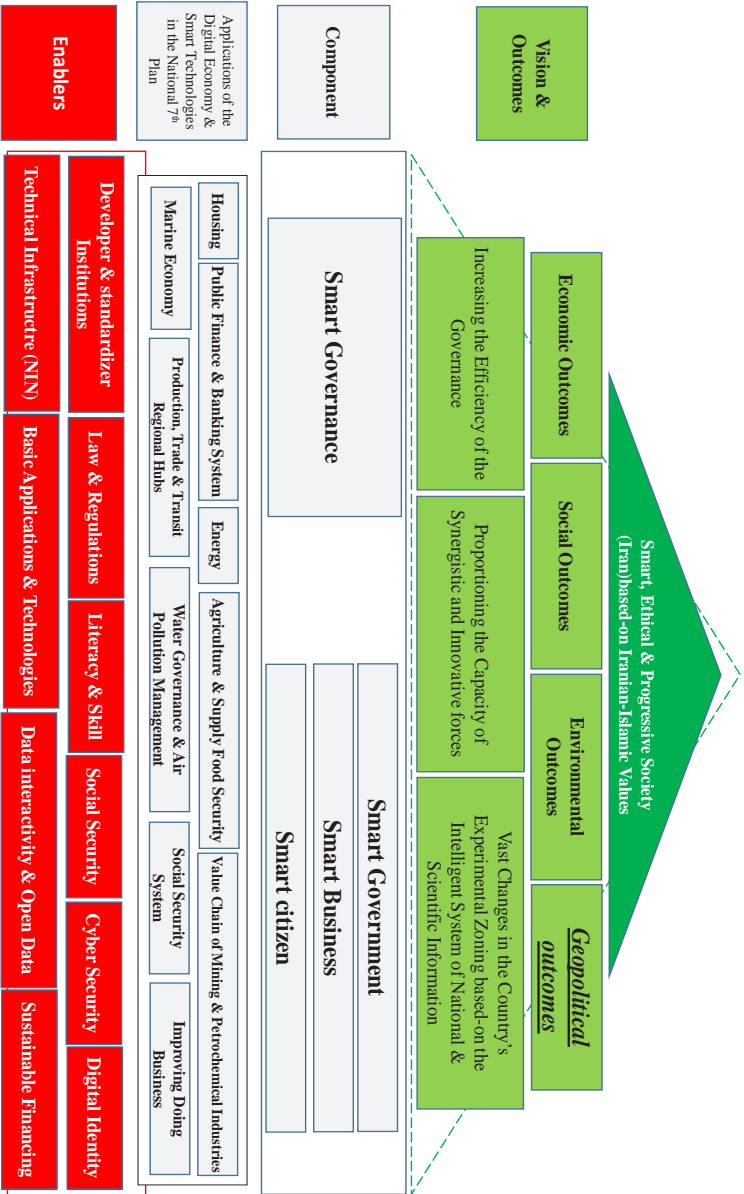 Vision &
Outcomes
Smart, Ethical & Progressive Society
(Iran)based-on Iranian-Islamic Values
Economic Outcomes
Social Outcomes
Environmental
Outcomes
Geopolitical
outcomes
Increasing the Efficiency of the
Governance
Proportioning the Capacity of
Synergistic and Innovative forces
Vast Changes in the Country's
Experimental Zoning based-on the
Intelligent System of National &
Scientific Information
Component
Smart Governance
Smart Government
Smart Business
Smart citizen
Applications of the
Digital Economy &
Smart Technologies
in the National 7th
Plan
Housing
Public Finance & Banking System
Energy
Agriculture & Supply Food Security
Value Chain of Mining & Petrochemical Industries
Marine Economy
Production, Trade & Transit
Regional Hubs
Water Governance & Air
Pollution Management
Social Security
System
Improving Doing
Business
Enablers
Developer & standardizer
Institutions
Law & Regulations
Literacy & Skill
Social Security
Cyber Security
Digital Identity
Technical Infrastructre (NIN)
Basic Applications & Technologies
Data interactivity & Open Data
Sustainable Financing